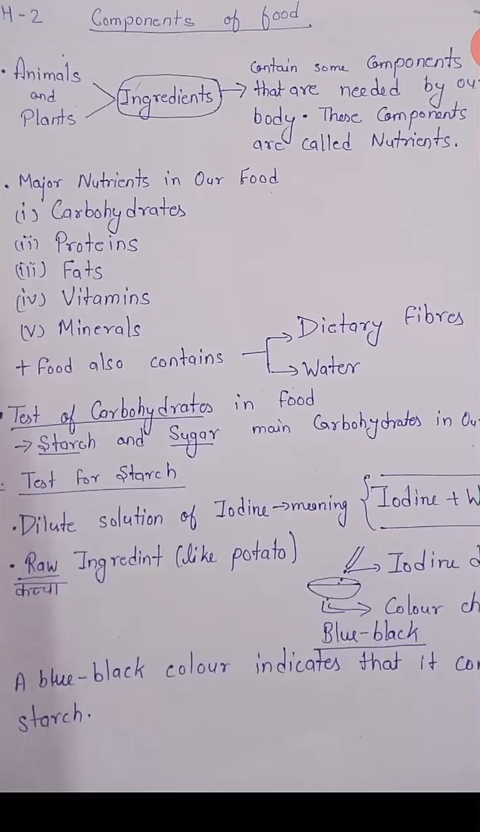 H-2 Components of food.
• Animals and Plants
Ingredients → Contain some Components that are needed by ou
body. These Components are called Nutrients.
• Major Nutrients in Our Food
(i) Carbohydrates
(ii) Proteins
(iii) Fats
(iv) Vitamins
(v) Minerals
+ Food also contains → Dietary Fibres
→ Water
• Test of Carbohydrates in Food
→ Starch and Sugar main Carbohydrates in Ou
Test for Starch
• Dilute solution of Iodine → meaning { Iodine + W
• Raw Ingredint (like potato)
कच्चा
→ Iodine d
→ Colour ch
Blue-black
A blue-black colour indicates that it con
starch.